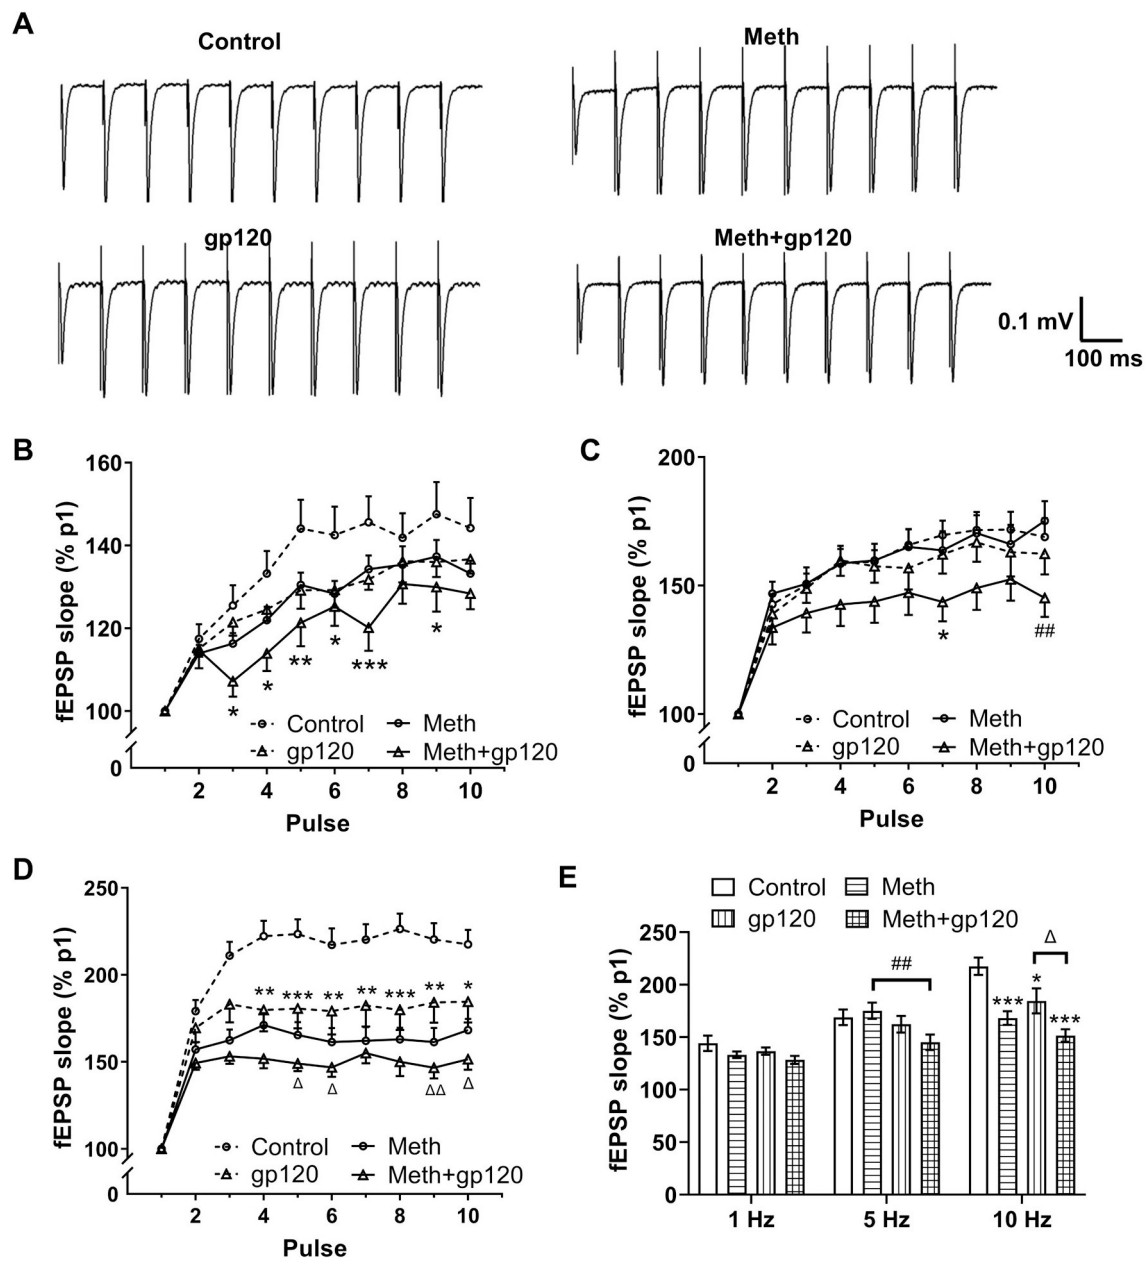 A
Control
Meth
gp120
Meth+gp120
0.1 mV
100 ms
B
fEPSP slope (% p1)
160
140
120
100
0
* * ** * *** *
Control Meth
gp120 Meth+gp120
2 4 6 8 10
Pulse
C
fEPSP slope (% p1)
200
150
100
0
* ##
Control Meth
gp120 Meth+gp120
2 4 6 8 10
Pulse
D
fEPSP slope (% p1)
250
200
150
100
0
** *** ** ** *** ** *
Δ Δ ΔΔ Δ
Control Meth
gp120 Meth+gp120
2 4 6 8 10
Pulse
E
Control Meth
gp120 Meth+gp120
fEPSP slope (% p1)
250
200
150
100
50
0
##
Δ
*** * ***
1 Hz 5 Hz 10 Hz